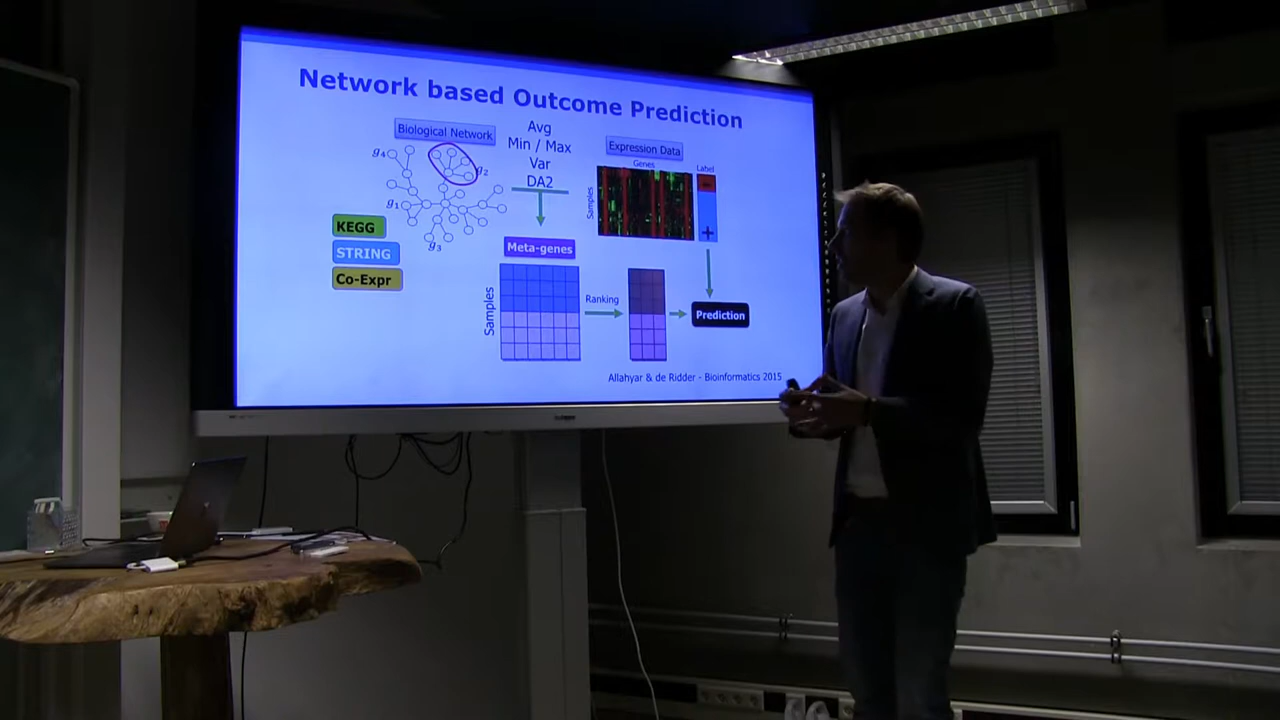 Network based Outcome Prediction
Biological Network
Avg
Min / Max
Var
DA2
Expression Data
Genes
Label
Samples
-
+
g4
g2
g1
g3
KEGG
STRING
Co-Expr
Meta-genes
Samples
Ranking
Prediction
Allahyar & de Ridder - Bioinformatics 2015